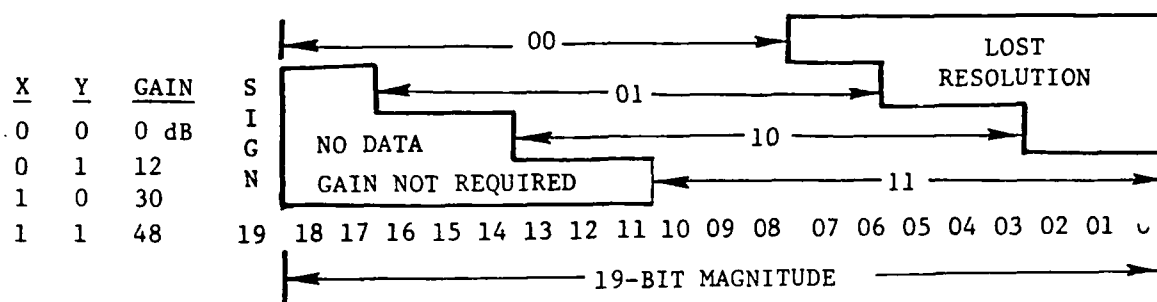 00
LOST
RESOLUTION
X Y GAIN
SIGN
01
0 0 0 dB
NO DATA
10
0 1 12
GAIN NOT REQUIRED
11
1 0 30
1 1 48
19 18 17 16 15 14 13 12 11 10 09 08 07 06 05 04 03 02 01
19-BIT MAGNITUDE